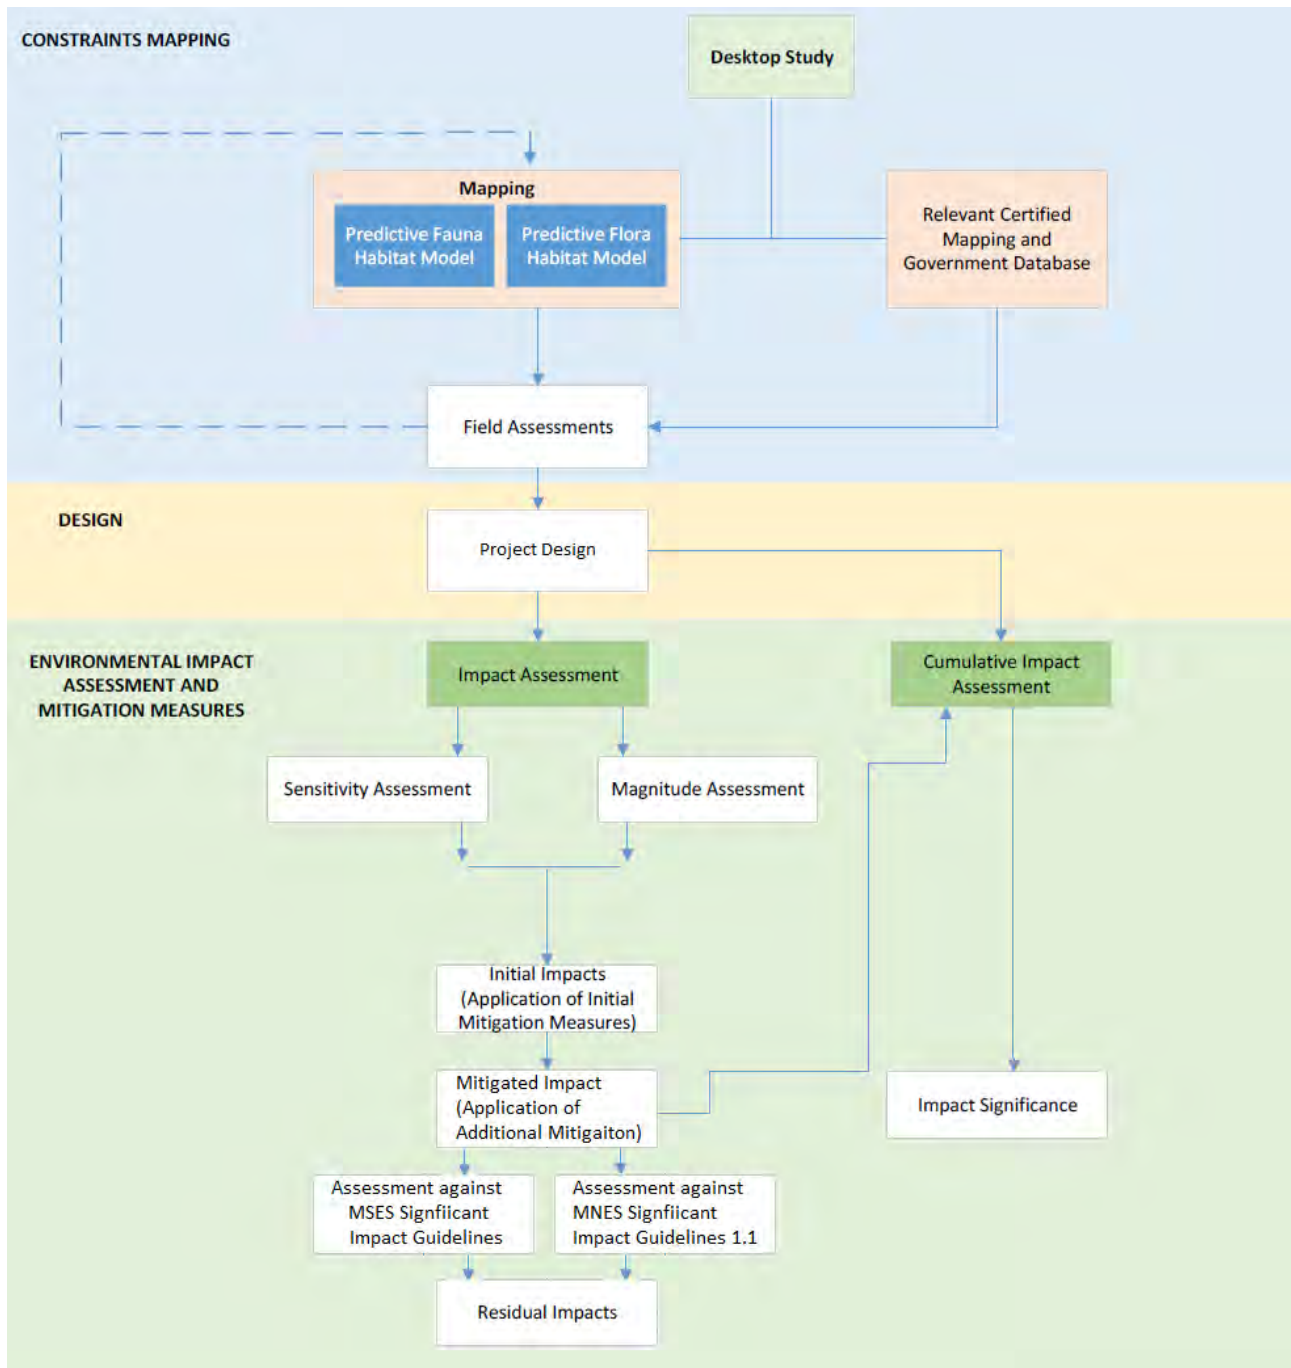 CONSTRAINTS MAPPING
Desktop Study
Mapping
Predictive Fauna
Habitat Model
Predictive Flora
Habitat Model
Relevant Certified
Mapping and
Government Database
Field Assessments
DESIGN
Project Design
ENVIRONMENTAL IMPACT
ASSESSMENT AND
MITIGATION MEASURES
Impact Assessment
Cumulative Impact
Assessment
Sensitivity Assessment
Magnitude Assessment
Initial Impacts
(Application of Initial
Mitigation Measures)
Mitigated Impact
(Application of
Additional Mitigaiton)
Impact Significance
Assessment against
MSES Signfiicant
Impact Guidelines
Assessment against
MNES Signfiicant
Impact Guidelines 1.1
Residual Impacts